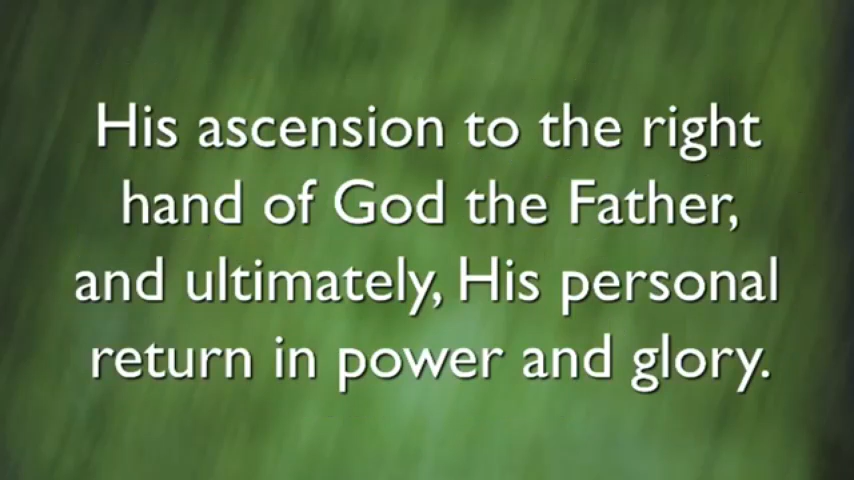 His ascension to the right
hand of God the Father,
and ultimately, His personal
return in power and glory.